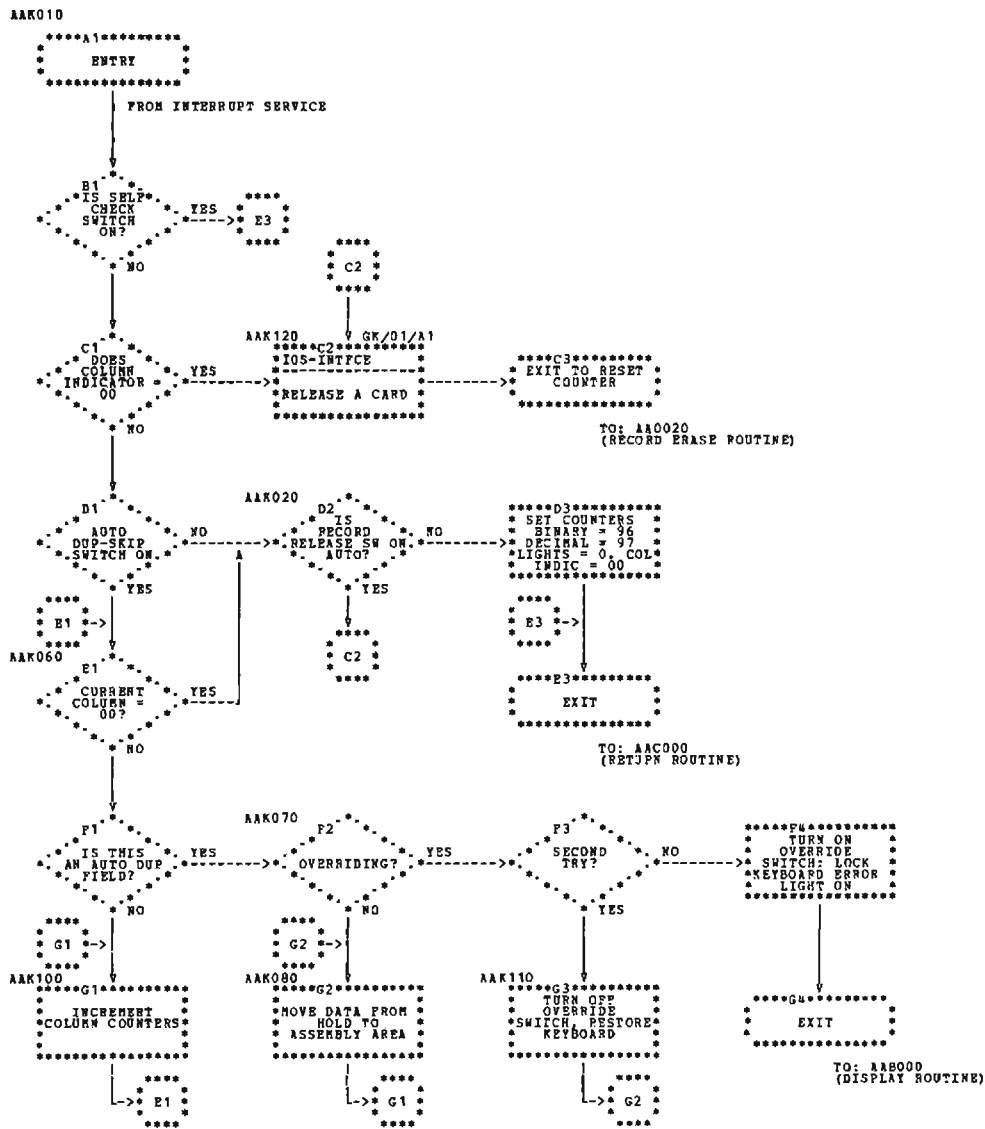 AAK010
A1
ENTRY
FROM INTERRUPT SERVICE
B1
IS SELF
CHECK
SWITCH
ON?
YES
E3
NO
C2
C1
DOES
COLUMN
INDICATOR =
00
YES
AAK120
GK/01/A1
C2
IOS-INTFCE
RELEASE A CARD
C3
EXIT TO RESET
COUNTER
NO
TO: AA0020
(RECORD ERASE ROUTINE)
D1
AUTO
DUP-SKIP
SWITCH ON
NO
AAK020
D2
IS
RECORD
RELEASE SW ON
AUTO?
NO
D3
SET COUNTERS
BINARY = 96
DECIMAL = 97
LIGHTS = 0, COL
INDIC = 00
YES
YES
E1
C2
E3
AAK060
E1
CURRENT
COLUMN =
00?
YES
E3
EXIT
NO
TO: AAC000
(RETJPN ROUTINE)
F1
IS THIS
AN AUTO DUP
FIELD?
YES
AAK070
F2
OVERRIDING?
YES
F3
SECOND
TRY?
NO
F4
TURN ON
OVERRIDE
SWITCH: LOCK
KEYBOARD ERROR
LIGHT ON
NO
NO
YES
G1
G2
AAK100
G1
INCREMENT
COLUMN COUNTERS
AAK080
G2
MOVE DATA FROM
HOLD TO
ASSEMBLY AREA
AAK110
G3
TURN OFF
OVERRIDE
SWITCH, RESTORE
KEYBOARD
G4
EXIT
TO: AAB000
(DISPLAY ROUTINE)
E1
G1
G2